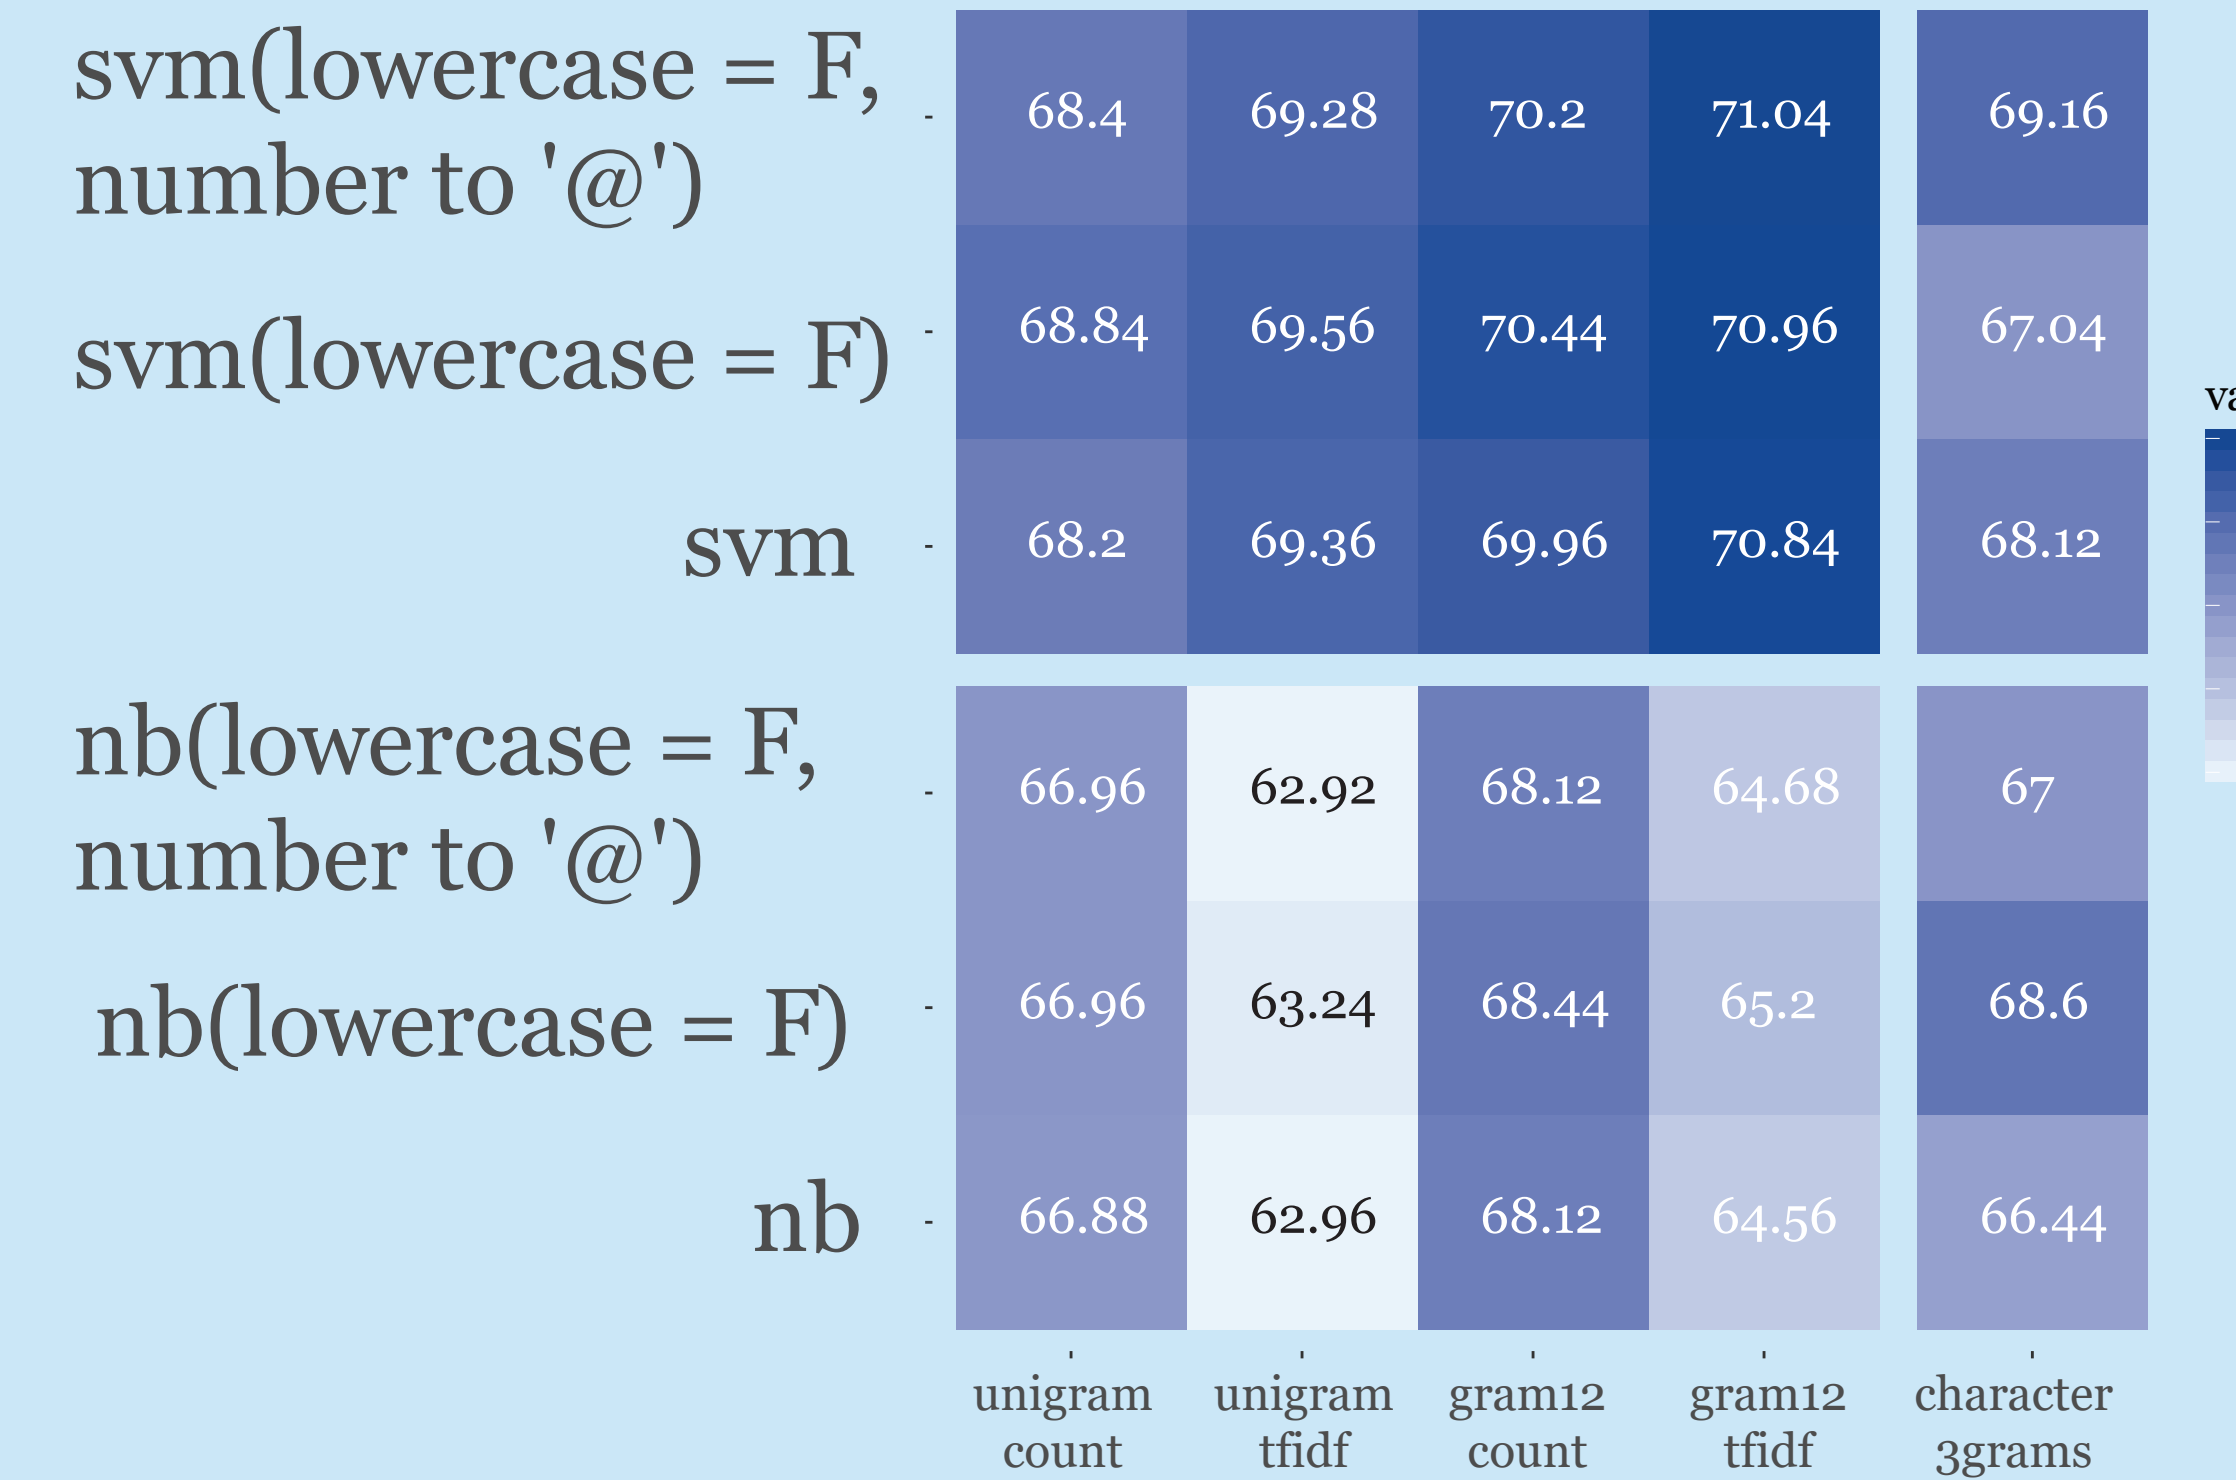 svm(lowercase = F,
number to '@')
68.4 69.28 70.2 71.04 69.16
svm(lowercase = F)
68.84 69.56 70.44 70.96 67.04
svm
68.2 69.36 69.96 70.84 68.12
nb(lowercase = F,
number to '@')
66.96 62.92 68.12 64.68 67
nb(lowercase = F)
66.96 63.24 68.44 65.2 68.6
nb
66.88 62.96 68.12 64.56 66.44
unigram unigram gram12 gram12 character
count tfidf count tfidf 3grams